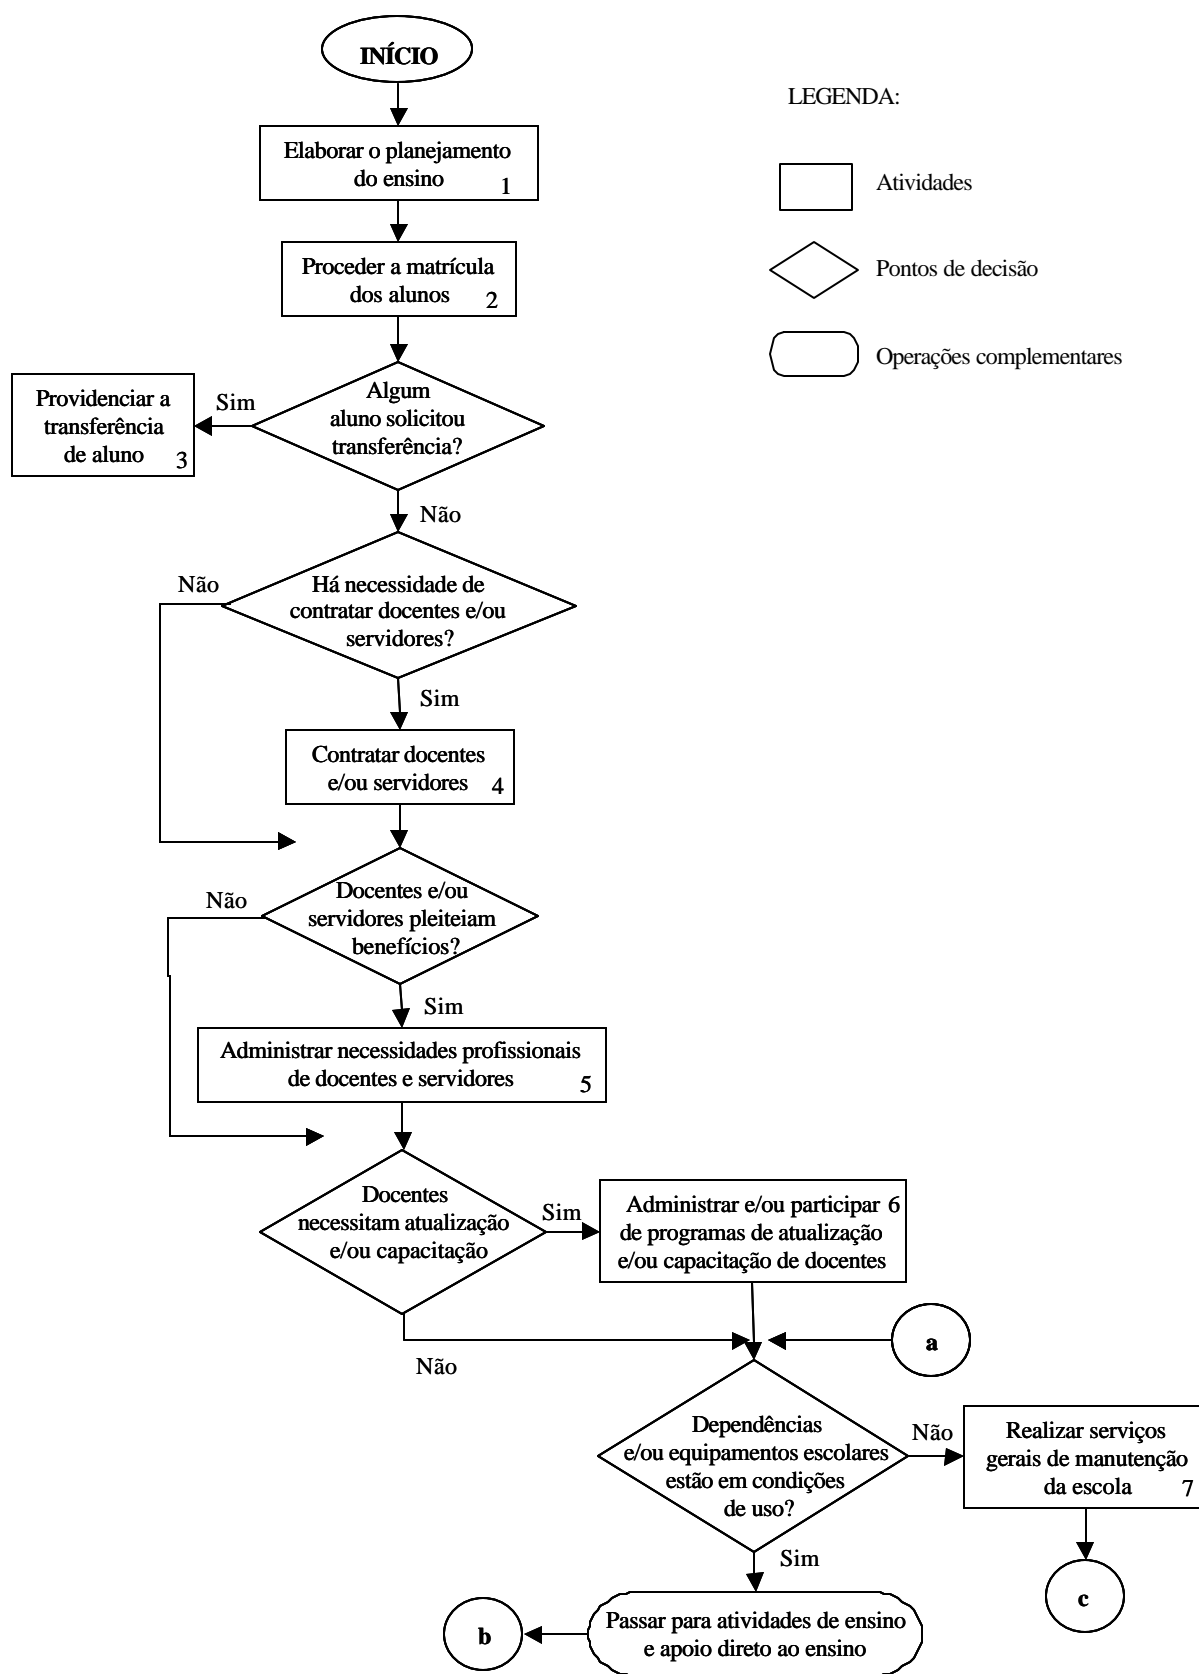 INÍCIO
LEGENDA:
Elaborar o planejamento
do ensino 1
Atividades
Proceder a matrícula
dos alunos 2
Pontos de decisão
Operações complementares
Algum
aluno solicitou
transferência?
Sim
Providenciar a
transferência
de aluno 3
Não
Há necessidade de
contratar docentes e/ou
servidores?
Não
Sim
Contratar docentes
e/ou servidores 4
Docentes e/ou
servidores pleiteiam
benefícios?
Não
Sim
Administrar necessidades profissionais
de docentes e servidores 5
Docentes
necessitam atualização
e/ou capacitação
Sim
Administrar e/ou participar 6
de programas de atualização
e/ou capacitação de docentes
a
Não
Dependências
e/ou equipamentos escolares
estão em condições
de uso?
Não
Realizar serviços
gerais de manutenção
da escola 7
Sim
c
Passar para atividades de ensino
e apoio direto ao ensino
b